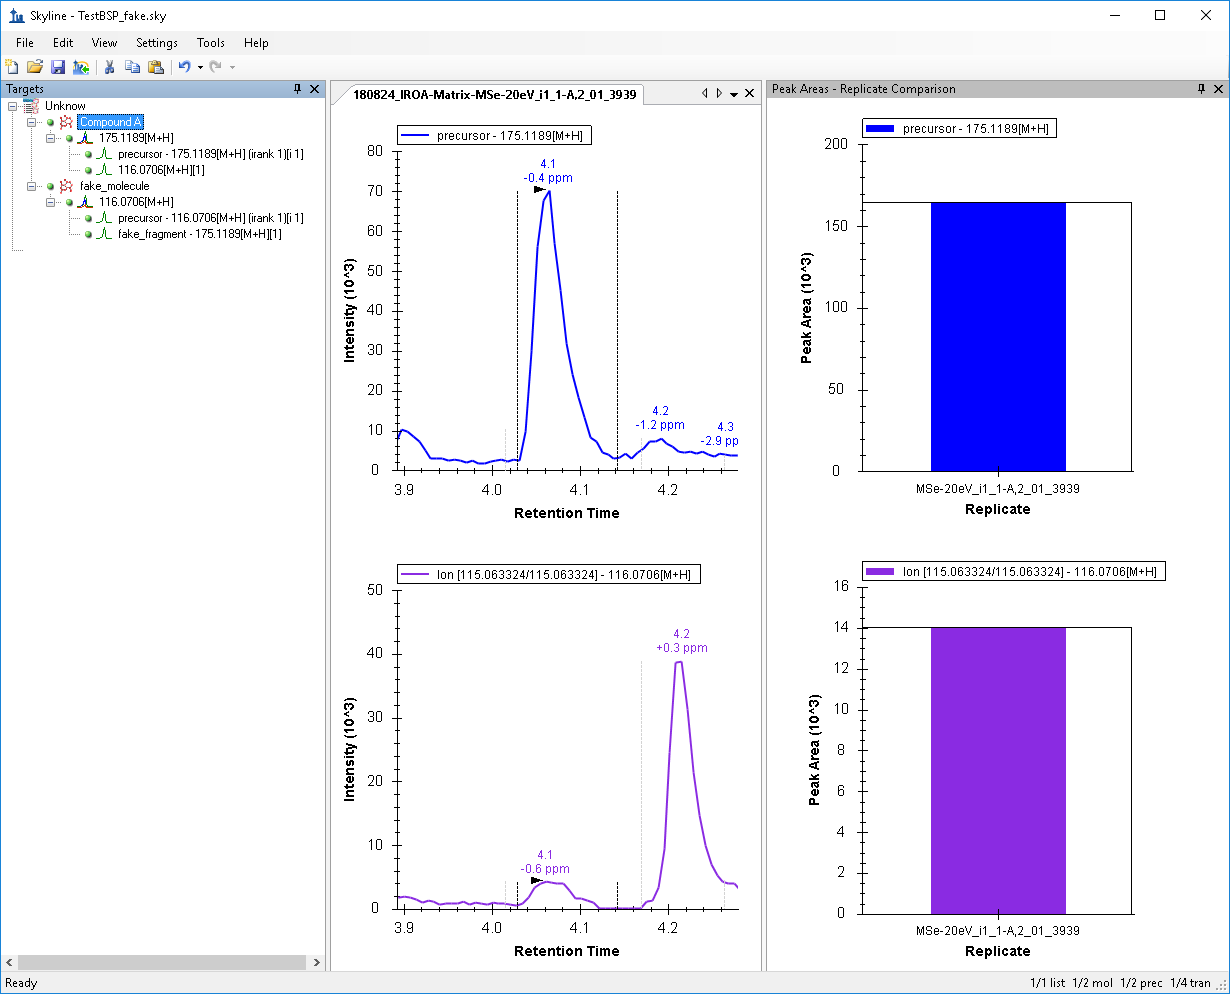 Skyline - TestBSP_fake.sky
File Edit View Settings Tools Help
Targets
Unknow
Compound A
175.1189[M+H]
precursor - 175.1189[M+H] (irank 1)[i 1]
116.0706[M+H][1]
fake_molecule
116.0706[M+H]
precursor - 116.0706[M+H] (irank 1)[i 1]
fake_fragment - 175.1189[M+H][1]
180824_IROA-Matrix-MSe-20eV_i1_1-A,2_01_3939
precursor - 175.1189[M+H]
80
70
60
50
40
30
20
10
0
Intensity (10^3)
4.1
-0.4 ppm
4.2
-1.2 ppm
4.3
-2.9 pp
3.9 4.0 4.1 4.2
Retention Time
Ion [115.063324/115.063324] - 116.0706[M+H]
50
40
30
20
10
0
Intensity (10^3)
4.1
-0.6 ppm
4.2
+0.3 ppm
3.9 4.0 4.1 4.2
Retention Time
Peak Areas - Replicate Comparison
precursor - 175.1189[M+H]
200
150
100
50
0
Peak Area (10^3)
MSe-20eV_i1_1-A,2_01_3939
Replicate
Ion [115.063324/115.063324] - 116.0706[M+H]
16
14
12
10
8
6
4
2
0
Peak Area (10^3)
MSe-20eV_i1_1-A,2_01_3939
Replicate
Ready
1/1 list 1/2 mol 1/2 prec 1/4 tran